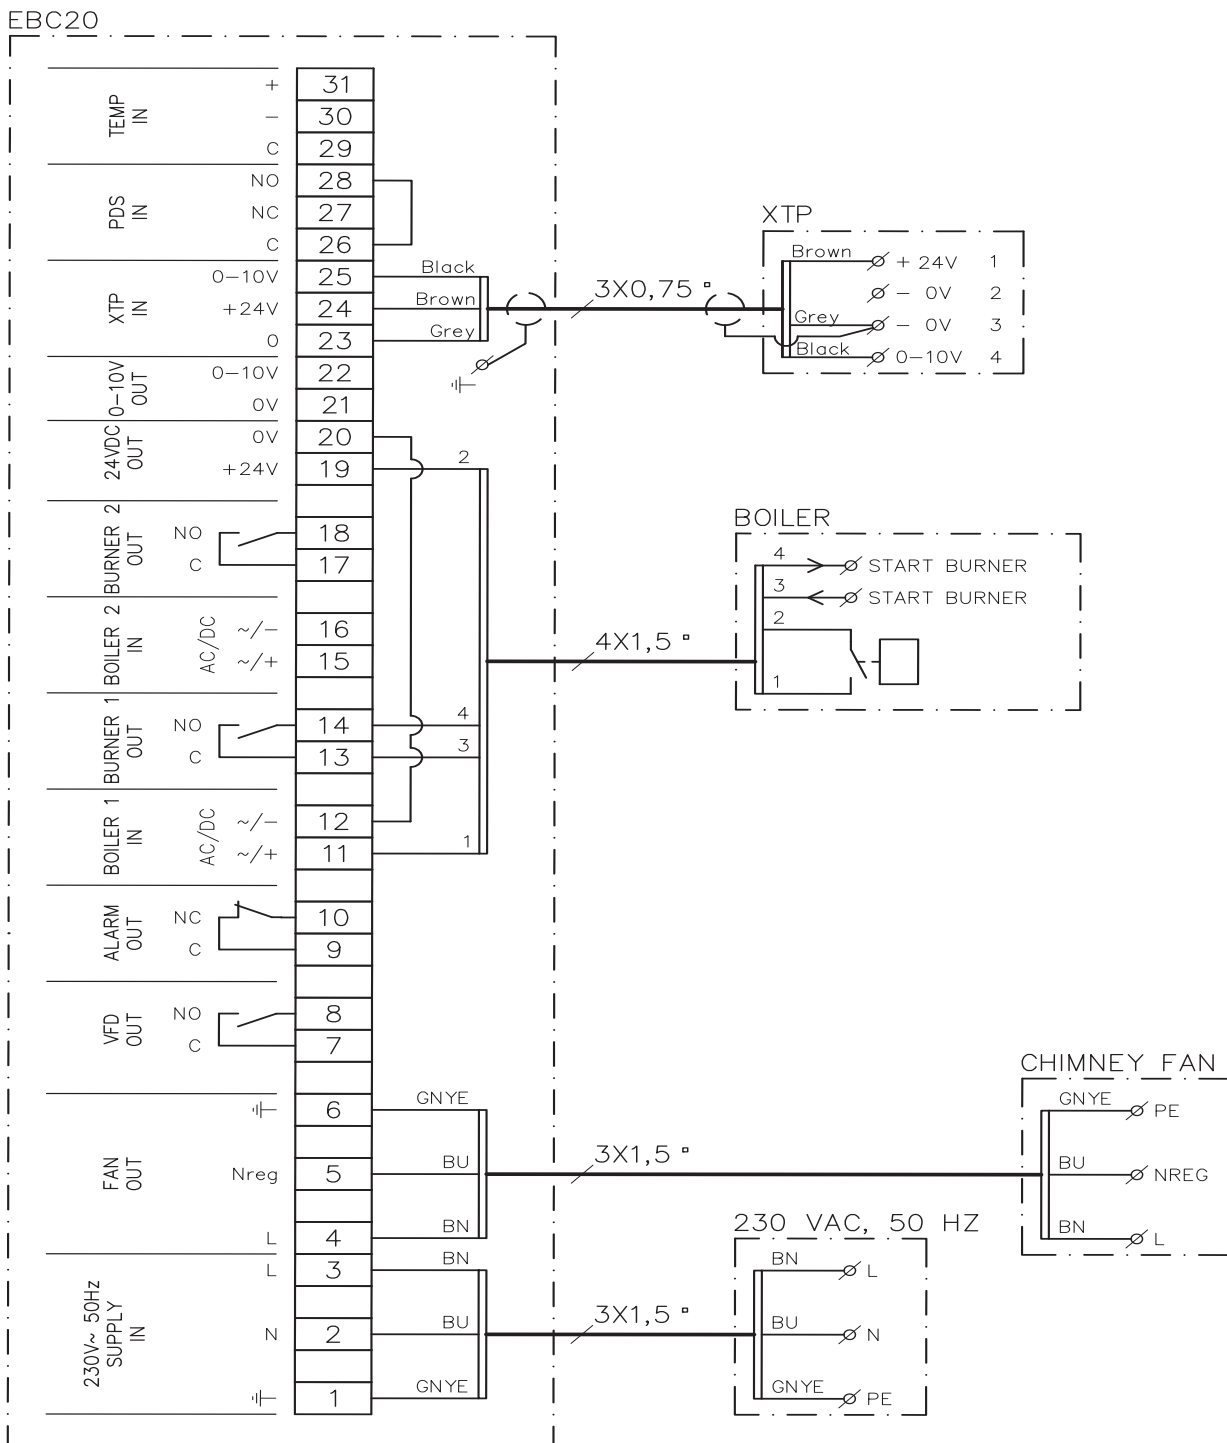 EBC20
TEMP IN
+ 31
- 30
C 29
PDS IN
NO 28
NC 27
C 26
XTP IN
0-10V 25 Black
+24V 24 Brown
0 23 Grey
3X0,75 ▫
XTP
Brown + 24V 1
- 0V 2
Grey - 0V 3
Black 0-10V 4
0-10V OUT
0-10V 22
0V 21
24VDC OUT
0V 20
+24V 19 2
BURNER 2 OUT
NO 18
C 17
BOILER 2 IN
AC/DC
~/- 16
~/+ 15
4X1,5 ▫
BOILER
4 START BURNER
3 START BURNER
2
1
BURNER 1 OUT
NO 14 4
C 13 3
BOILER 1 IN
AC/DC
~/- 12
~/+ 11 1
ALARM OUT
NC 10
C 9
VFD OUT
NO 8
C 7
FAN OUT
6 GNYE
Nreg 5 BU
L 4 BN
3X1,5 ▫
CHIMNEY FAN
GNYE PE
BU NREG
BN L
230V~ 50Hz
SUPPLY
IN
L 3 BN
N 2 BU
1 GNYE
3X1,5 ▫
230 VAC, 50 HZ
BN L
BU N
GNYE PE